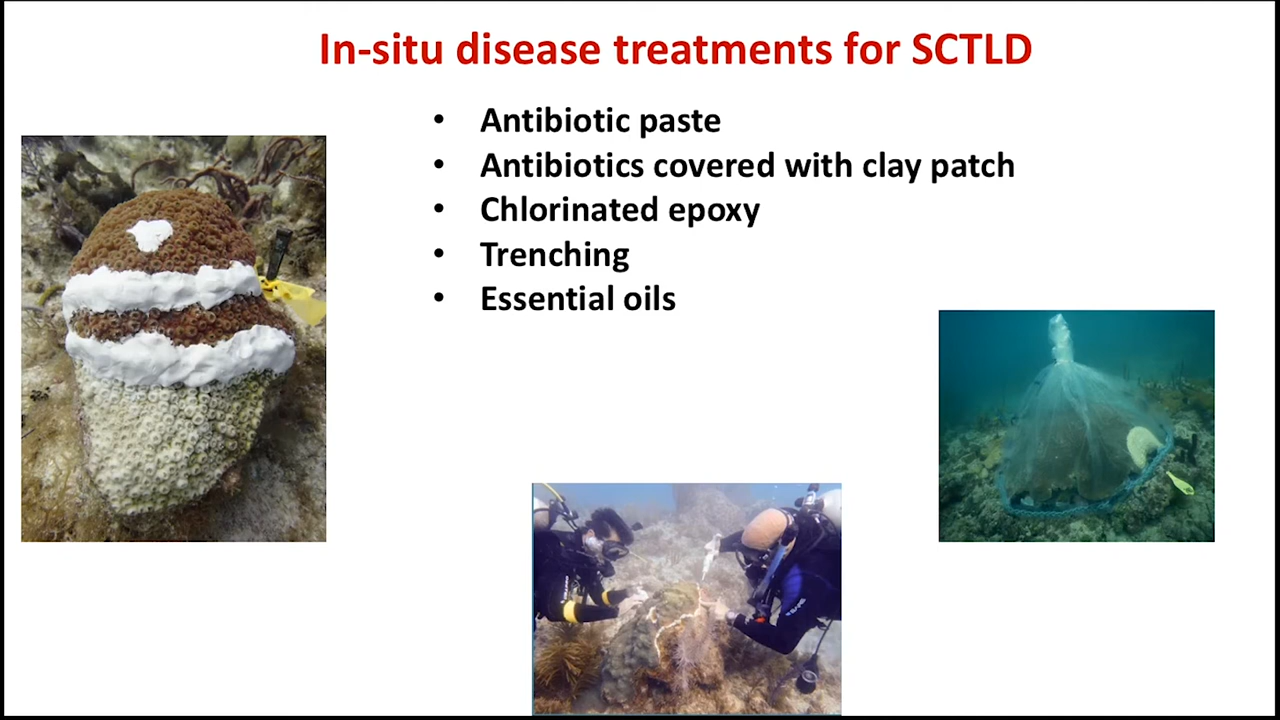 In-situ disease treatments for SCTLD
• Antibiotic paste
• Antibiotics covered with clay patch
• Chlorinated epoxy
• Trenching
• Essential oils